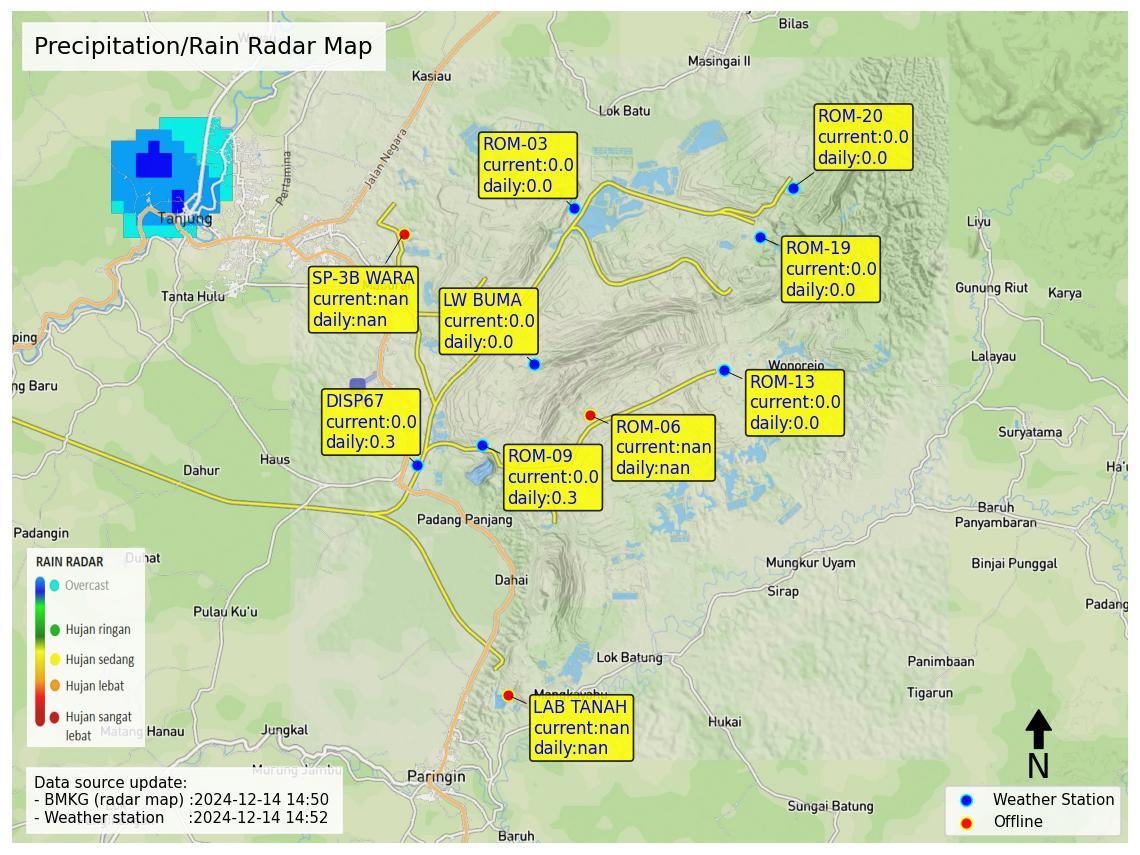 Precipitation/Rain Radar Map
Bilas
Masingai II
Kasiau
Lok Batu
Jalan Negara
Pertamina
Tanjung
Tanta Hulu
ROM-03
current:0.0
daily:0.0
ROM-20
current:0.0
daily:0.0
ROM-19
current:0.0
daily:0.0
SP-3B WARA
current:nan
daily:nan
LW BUMA
current:0.0
daily:0.0
Liyu
Gunung Riut
Karya
Lalayau
ping
ng Baru
Wonorejo
ROM-13
current:0.0
daily:0.0
DISP67
current:0.0
daily:0.3
ROM-06
current:nan
daily:nan
ROM-09
current:0.0
daily:0.3
Suryatama
Ha'u
Haus
Dahur
Padang Panjang
Baruh
Panyambaran
Padangin
Duhat
Binjai Punggal
Mungkur Uyam
Sirap
Padang
Dahai
Pulau Ku'u
Lok Batung
Panimbaan
Tigarun
Mangkayahu
LAB TANAH
current:nan
daily:nan
Hukai
RAIN RADAR
Overcast
Hujan ringan
Hujan sedang
Hujan lebat
Hujan sangat
lebat
Matang Hanau
Jungkal
Murung Jambu
Paringin
Sungai Batung
Baruh
Data source update:
- BMKG (radar map) :2024-12-14 14:50
- Weather station :2024-12-14 14:52
N
Weather Station
Offline